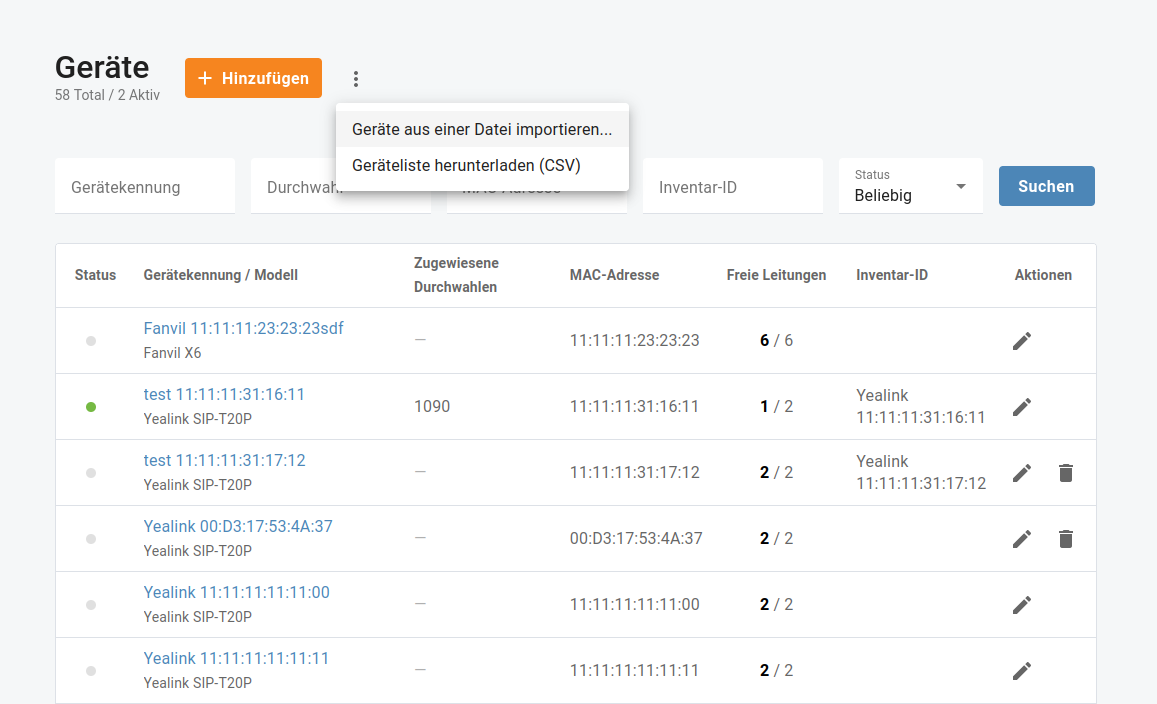 Geräte
58 Total / 2 Aktiv
Hinzufügen
Geräte aus einer Datei importieren...
Geräteliste herunterladen (CSV)
Gerätekennung
Durchwahl
MAC-Adresse
Inventar-ID
Status
Beliebig
Suchen
Status Gerätekennung / Modell Zugewiesene Durchwahlen MAC-Adresse Freie Leitungen Inventar-ID Aktionen
Fanvil 11:11:11:23:23:23sdf
Fanvil X6
— 11:11:11:23:23:23 6 / 6
test 11:11:11:31:16:11
Yealink SIP-T20P
1090 11:11:11:31:16:11 1 / 2
Yealink
11:11:11:31:16:11
test 11:11:11:31:17:12
Yealink SIP-T20P
— 11:11:11:31:17:12 2 / 2
Yealink
11:11:11:31:17:12
Yealink 00:D3:17:53:4A:37
Yealink SIP-T20P
— 00:D3:17:53:4A:37 2 / 2
Yealink 11:11:11:11:11:00
Yealink SIP-T20P
— 11:11:11:11:11:00 2 / 2
Yealink 11:11:11:11:11:11
Yealink SIP-T20P
— 11:11:11:11:11:11 2 / 2